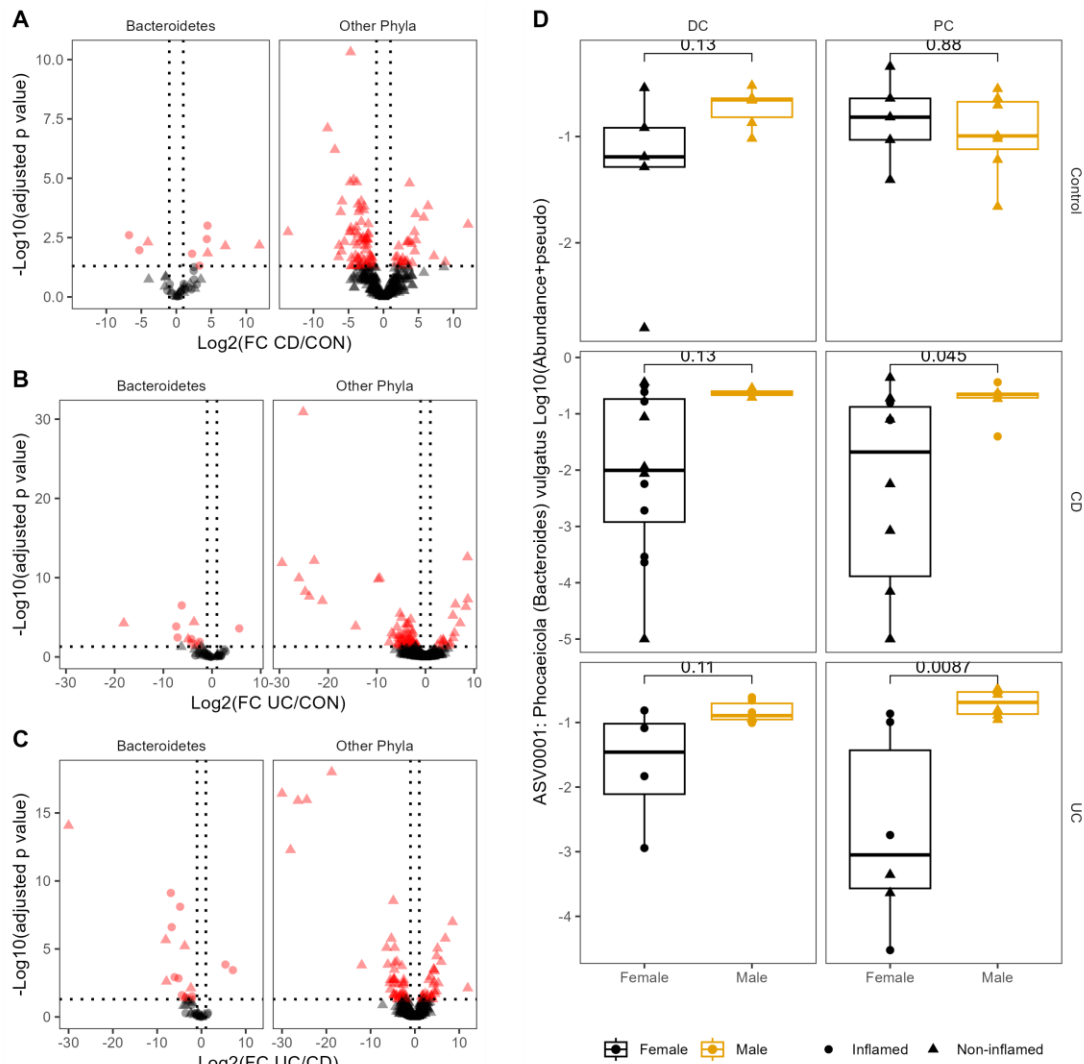 A
Bacteroidetes
Other Phyla
-Log10(adjusted p value)
10.0
7.5
5.0
2.5
0.0
-10 -5 0 5 10
-10 -5 0 5 10
Log2(FC CD/CON)
B
Bacteroidetes
Other Phyla
-Log10(adjusted p value)
30
20
10
0
-30 -20 -10 0 10
-30 -20 -10 0 10
Log2(FC UC/CON)
C
Bacteroidetes
Other Phyla
-Log10(adjusted p value)
15
10
5
0
-30 -20 -10 0 10
-30 -20 -10 0 10
Log2(FC UC/CD)
D
DC
PC
ASV0001: Phocaeicola (Bacteroides) vulgatus Log10(Abundance+pseudo)
0.13
0.88
-1
-2
Control
0.13
0.045
0
-1
-2
-3
-4
-5
CD
0.11
0.0087
-1
-2
-3
-4
UC
Female Male
Female Male
Female Male Inflamed Non-inflamed